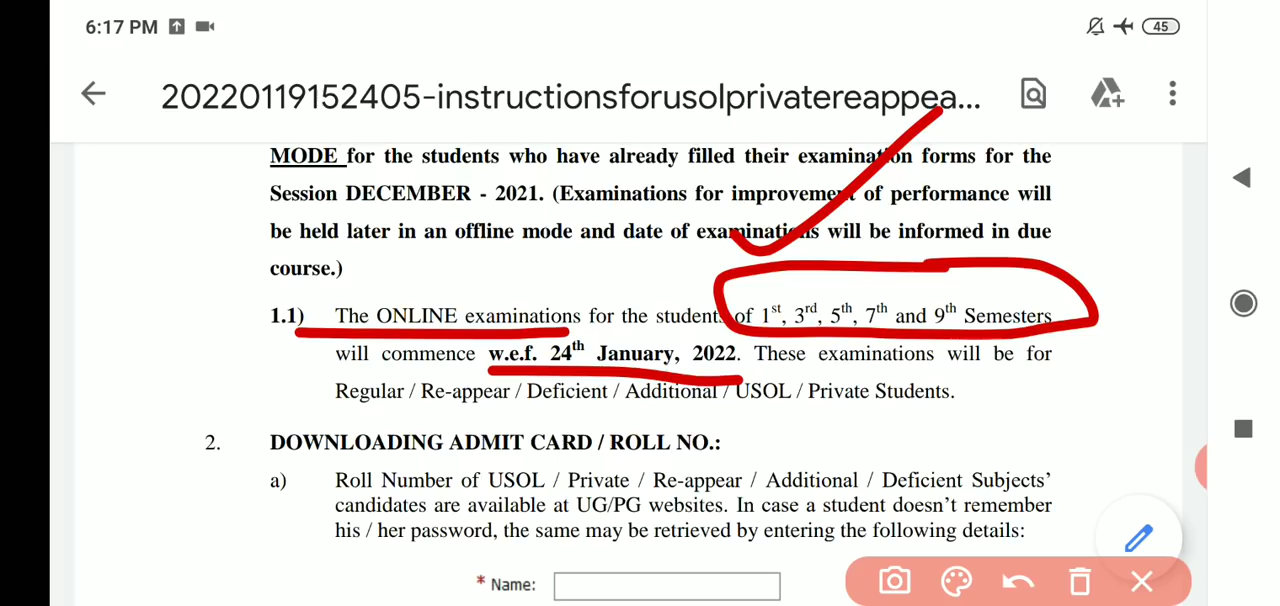 6:17 PM
45
20220119152405-instructionsforusolprivatereappea...
MODE for the students who have already filled their examination forms for the
Session DECEMBER - 2021. (Examinations for improvement of performance will
be held later in an offline mode and date of examinations will be informed in due
course.)
1.1) The ONLINE examinations for the students of 1st, 3rd, 5th, 7th and 9th Semesters
will commence w.e.f. 24th January, 2022. These examinations will be for
Regular / Re-appear / Deficient / Additional / USOL / Private Students.
2. DOWNLOADING ADMIT CARD / ROLL NO.:
a) Roll Number of USOL / Private / Re-appear / Additional / Deficient Subjects’
candidates are available at UG/PG websites. In case a student doesn’t remember
his / her password, the same may be retrieved by entering the following details:
* Name: